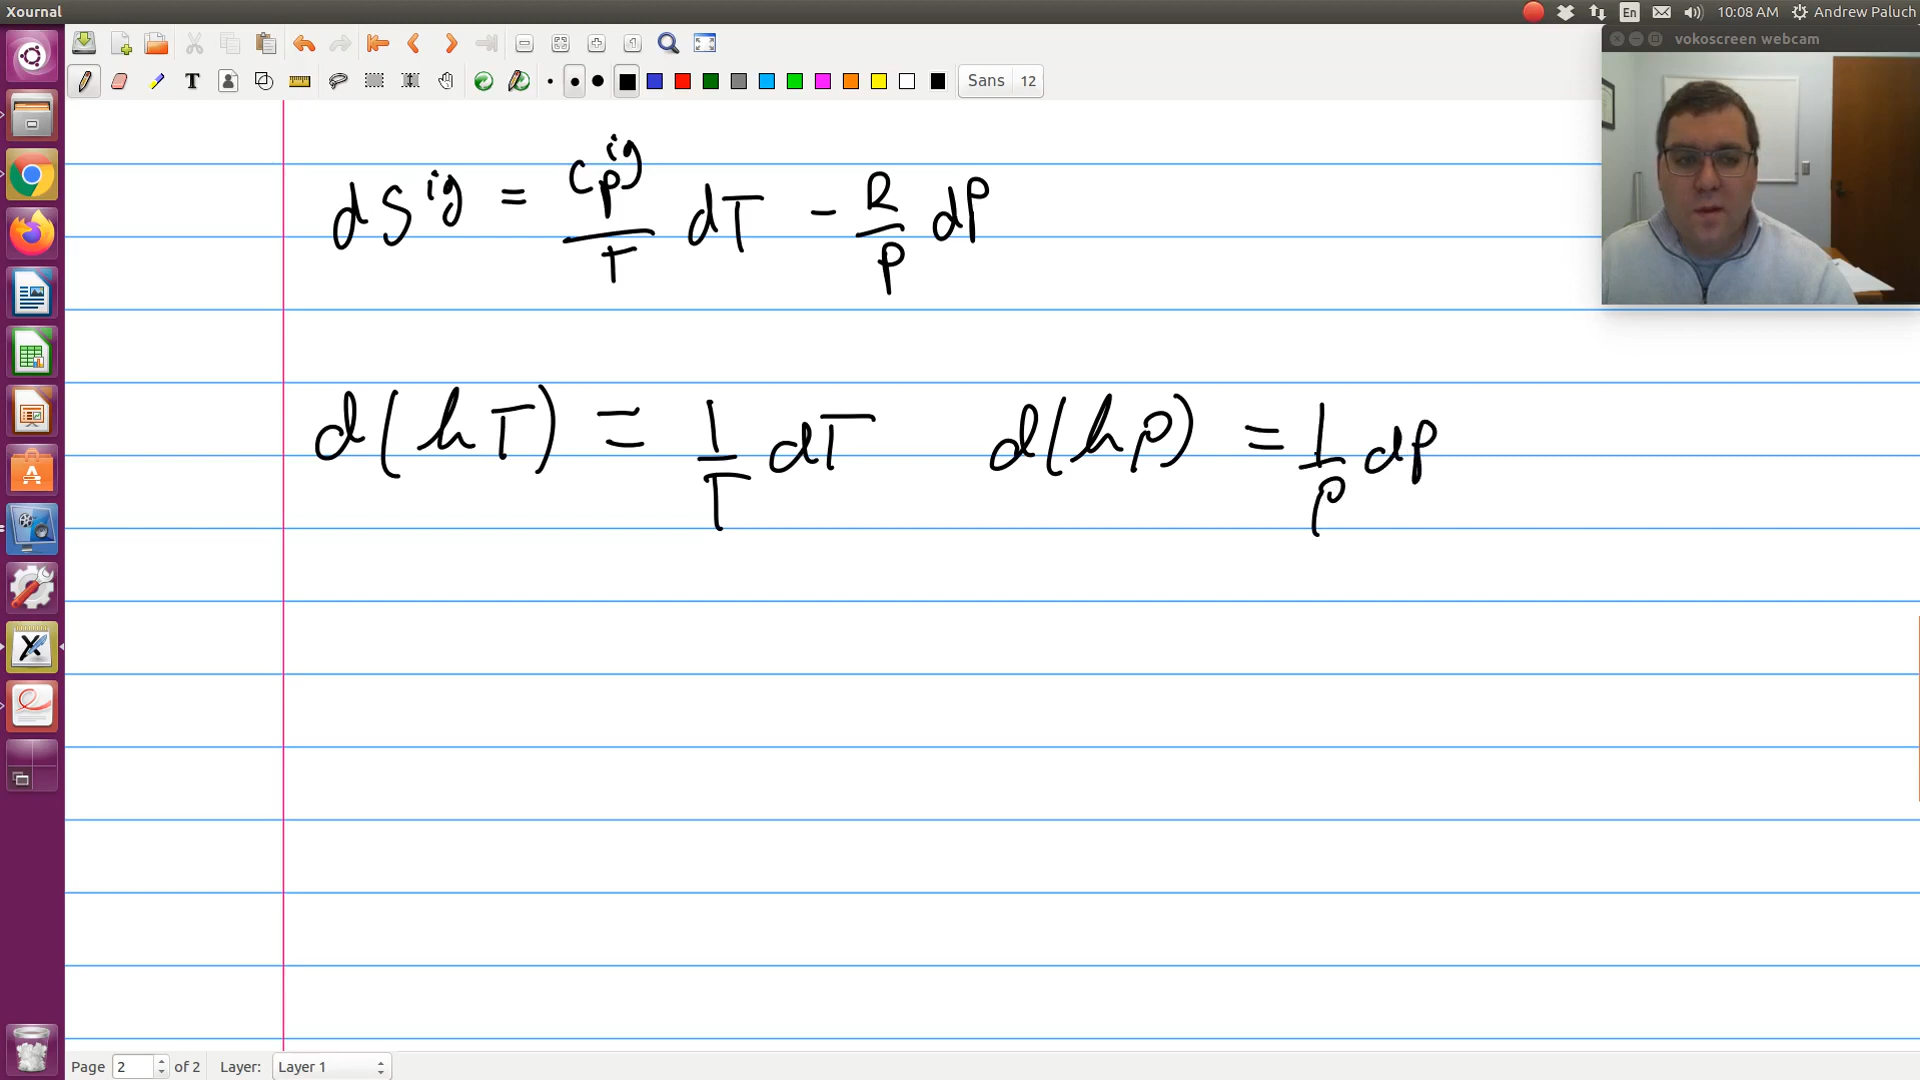 Xournal
En 10:08 AM Andrew Paluch
vokoscreen webcam
T Sans 12
dS^ig = Cp^ig/T dT - R/P dP
d(ln T) = 1/T dT d(ln P) = 1/P dP
Page 2 of 2 Layer: Layer 1